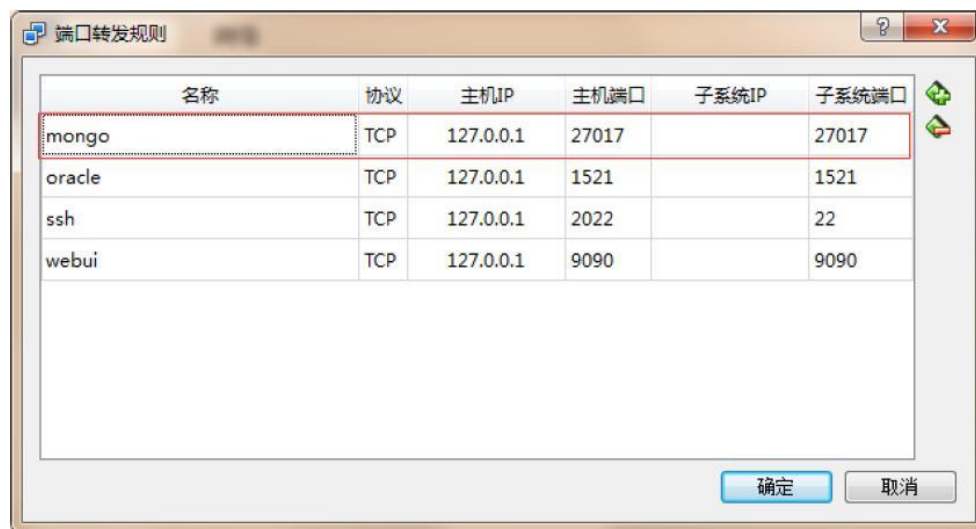 端口转发规则
名称 协议 主机IP 主机端口 子系统IP 子系统端口
mongo TCP 127.0.0.1 27017 27017
oracle TCP 127.0.0.1 1521 1521
ssh TCP 127.0.0.1 2022 22
webui TCP 127.0.0.1 9090 9090
确定 取消